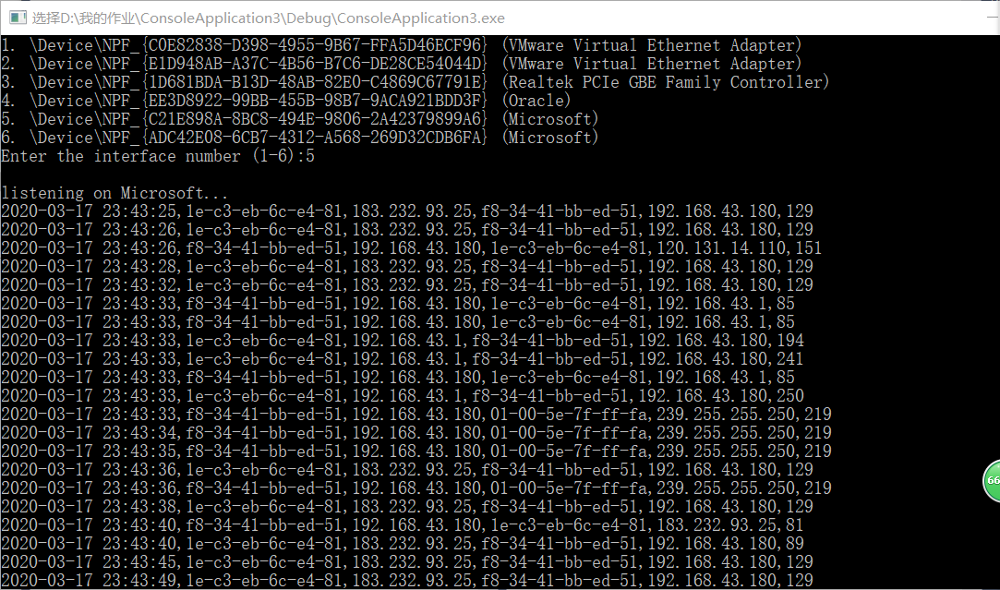 选择D:\我的作业\ConsoleApplication3\Debug\ConsoleApplication3.exe
1. \Device\NPF_{C0E82838-D398-4955-9B67-FFA5D46ECF96} (VMware Virtual Ethernet Adapter)
2. \Device\NPF_{E1D948AB-A37C-4B56-B7C6-DE28CE54044D} (VMware Virtual Ethernet Adapter)
3. \Device\NPF_{1D681BDA-B13D-48AB-82E0-C4869C67791E} (Realtek PCIe GBE Family Controller)
4. \Device\NPF_{EE3D8922-99BB-455B-98B7-9ACA921BDD3F} (Oracle)
5. \Device\NPF_{C21E898A-8BC8-494E-9806-2A42379899A6} (Microsoft)
6. \Device\NPF_{ADC42E08-6CB7-4312-A568-269D32CDB6FA} (Microsoft)
Enter the interface number (1-6):5
listening on Microsoft...
2020-03-17 23:43:25,1e-c3-eb-6c-e4-81,183.232.93.25,f8-34-41-bb-ed-51,192.168.43.180,129
2020-03-17 23:43:26,1e-c3-eb-6c-e4-81,183.232.93.25,f8-34-41-bb-ed-51,192.168.43.180,129
2020-03-17 23:43:26,f8-34-41-bb-ed-51,192.168.43.180,1e-c3-eb-6c-e4-81,120.131.14.110,151
2020-03-17 23:43:28,1e-c3-eb-6c-e4-81,183.232.93.25,f8-34-41-bb-ed-51,192.168.43.180,129
2020-03-17 23:43:32,1e-c3-eb-6c-e4-81,183.232.93.25,f8-34-41-bb-ed-51,192.168.43.180,129
2020-03-17 23:43:33,f8-34-41-bb-ed-51,192.168.43.180,1e-c3-eb-6c-e4-81,192.168.43.1,85
2020-03-17 23:43:33,f8-34-41-bb-ed-51,192.168.43.180,1e-c3-eb-6c-e4-81,192.168.43.1,85
2020-03-17 23:43:33,1e-c3-eb-6c-e4-81,192.168.43.1,f8-34-41-bb-ed-51,192.168.43.180,194
2020-03-17 23:43:33,1e-c3-eb-6c-e4-81,192.168.43.1,f8-34-41-bb-ed-51,192.168.43.180,241
2020-03-17 23:43:33,f8-34-41-bb-ed-51,192.168.43.180,1e-c3-eb-6c-e4-81,192.168.43.1,85
2020-03-17 23:43:33,1e-c3-eb-6c-e4-81,192.168.43.1,f8-34-41-bb-ed-51,192.168.43.180,250
2020-03-17 23:43:33,f8-34-41-bb-ed-51,192.168.43.180,01-00-5e-7f-ff-fa,239.255.255.250,219
2020-03-17 23:43:34,f8-34-41-bb-ed-51,192.168.43.180,01-00-5e-7f-ff-fa,239.255.255.250,219
2020-03-17 23:43:35,f8-34-41-bb-ed-51,192.168.43.180,01-00-5e-7f-ff-fa,239.255.255.250,219
2020-03-17 23:43:36,1e-c3-eb-6c-e4-81,183.232.93.25,f8-34-41-bb-ed-51,192.168.43.180,129
2020-03-17 23:43:36,f8-34-41-bb-ed-51,192.168.43.180,01-00-5e-7f-ff-fa,239.255.255.250,219
2020-03-17 23:43:38,1e-c3-eb-6c-e4-81,183.232.93.25,f8-34-41-bb-ed-51,192.168.43.180,129
2020-03-17 23:43:40,f8-34-41-bb-ed-51,192.168.43.180,1e-c3-eb-6c-e4-81,183.232.93.25,81
2020-03-17 23:43:40,1e-c3-eb-6c-e4-81,183.232.93.25,f8-34-41-bb-ed-51,192.168.43.180,89
2020-03-17 23:43:45,1e-c3-eb-6c-e4-81,183.232.93.25,f8-34-41-bb-ed-51,192.168.43.180,129
2020-03-17 23:43:49,1e-c3-eb-6c-e4-81,183.232.93.25,f8-34-41-bb-ed-51,192.168.43.180,129